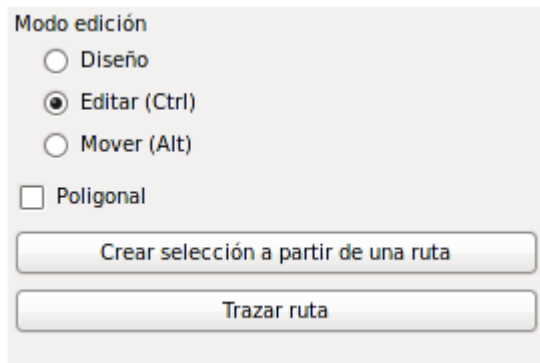 Modo edición
Diseño
Editar (Ctrl)
Mover (Alt)
Poligonal
Crear selección a partir de una ruta
Trazar ruta